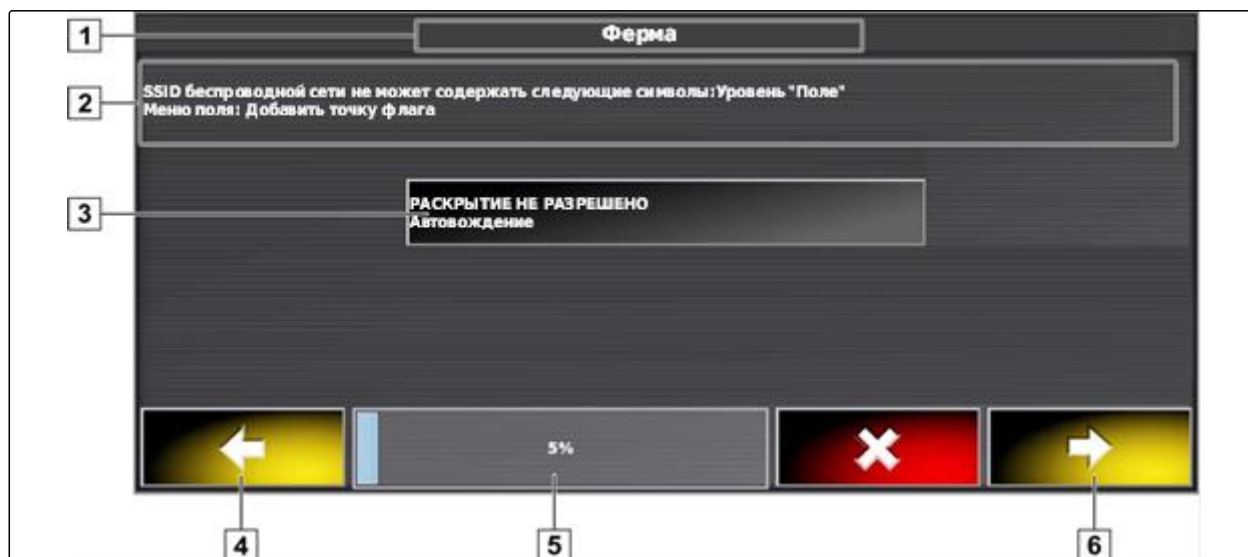 1
Ферма
2
SSID беспроводной сети не может содержать следующие символы:Уровень "Поле"
Меню поля: Добавить точку флага
3
РАСКРЫТИЕ НЕ РАЗРЕШЕНО
Автовождение
5%
4
5
6